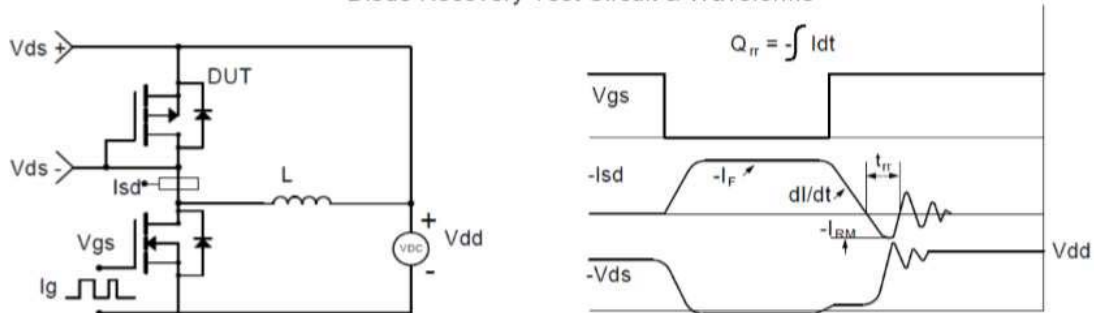 Diode Recovery Test Circuit & Waveforms
Vds +
DUT
Vds -
Isd
L
Vgs
Ig
+
VDC
-
Vdd
Qrr = -∫ Idt
Vgs
-Isd
-IF
dI/dt
trr
-IRM
Vdd
-Vds